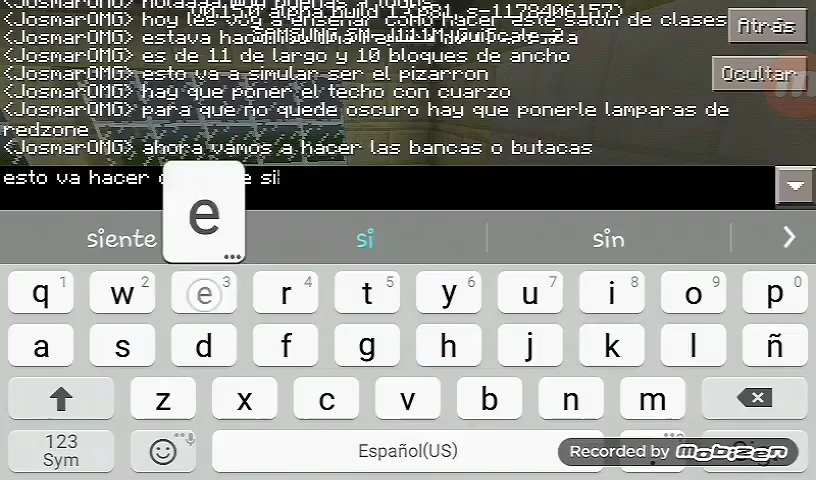 <JosmarOMG> hoy les voy a enseñar como hacer este salon de clases
<JosmarOMG> estava
<JosmarOMG> es de 11 de largo y 10 bloques de ancho
<JosmarOMG> esto va a simular ser el pizarron
<JosmarOMG> hay que poner el techo con cuarzo
<JosmarOMG> para que no quede oscuro hay que ponerle lamparas de
redzone
<JosmarOMG> ahora vamos a hacer las bancas o butacas
Atrás
Ocultar
esto va hacer si
e
siente si sin
q 1 w 2 e 3 r 4 t 5 y 6 u 7 i 8 o 9 p 0
a s d f g h j k l ñ
z x c v b n m
123
Sym
Español(US)
Recorded by mobizen